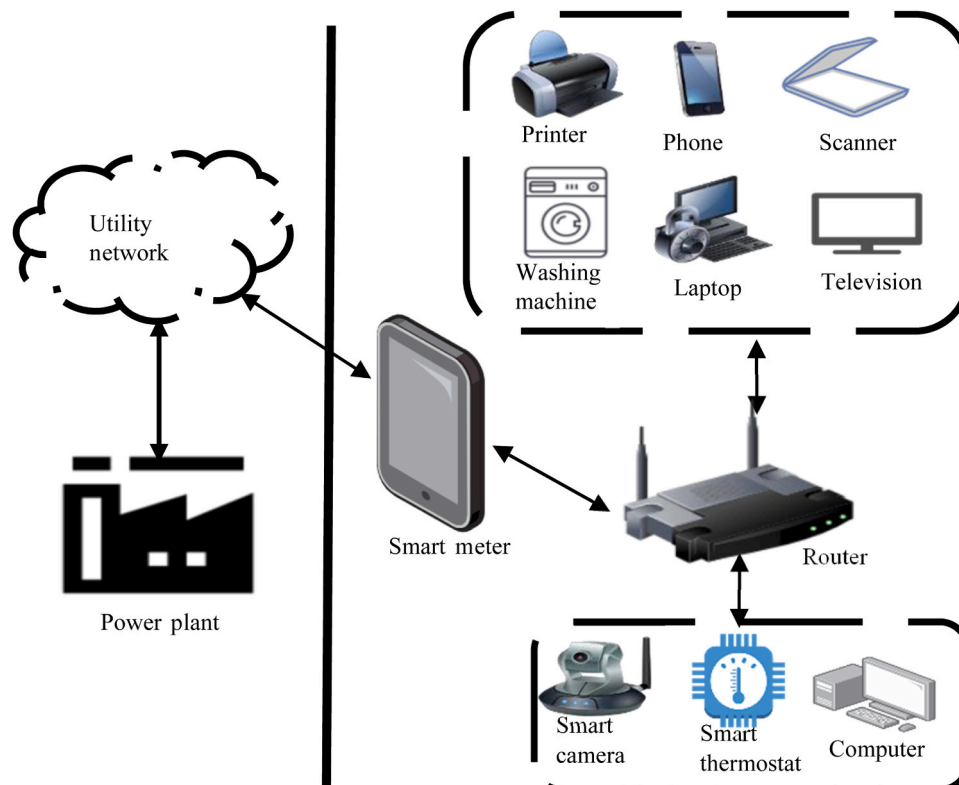 Printer
Phone
Scanner
Utility
network
Washing
machine
Laptop
Television
Smart meter
Router
Power plant
Smart
camera
Smart
thermostat
Computer